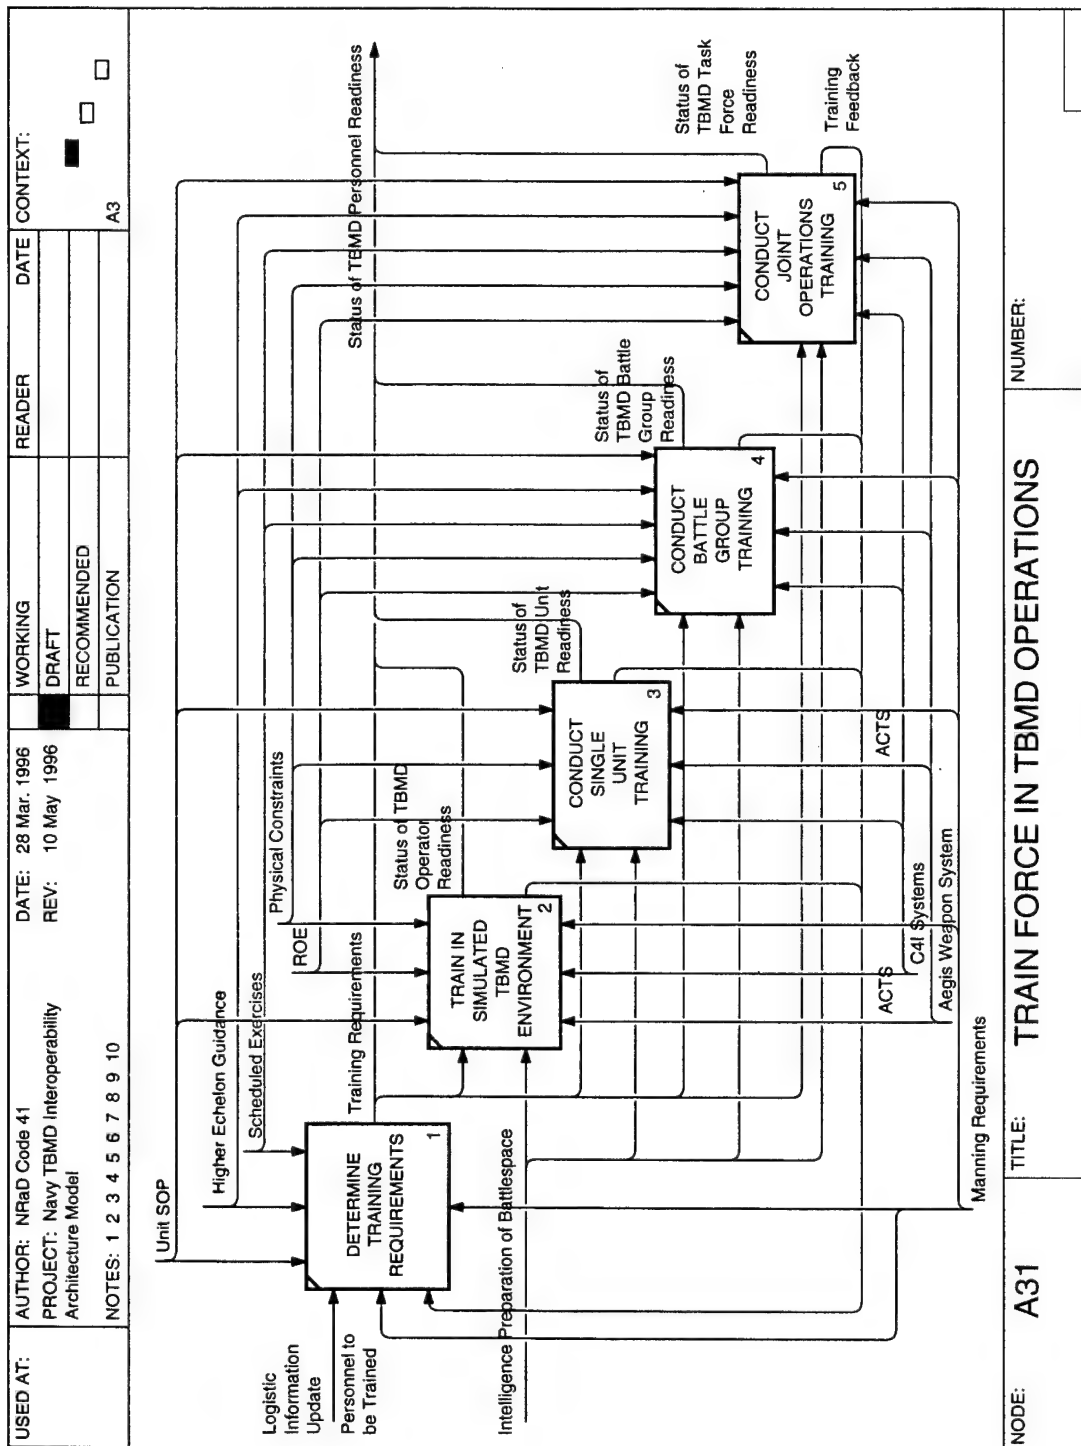 USED AT:
AUTHOR: NRaD Code 41
PROJECT: Navy TBMD Interoperability
Architecture Model
NOTES: 1 2 3 4 5 6 7 8 9 10
DATE: 28 Mar. 1996
REV: 10 May 1996
WORKING
DRAFT
RECOMMENDED
PUBLICATION
READER
DATE
CONTEXT:
A3
Unit SOP
Higher Echelon Guidance
Scheduled Exercises
Physical Constraints
ROE
Training Requirements
Status of TBMD Personnel Readiness
Logistic
Information
Update
Personnel to
be Trained
DETERMINE
TRAINING
REQUIREMENTS
1
Intelligence Preparation of Battlespace
TRAIN IN
SIMULATED
TBMD
ENVIRONMENT
2
Status of TBMD
Operator
Readiness
CONDUCT
SINGLE
UNIT
TRAINING
3
Status of
TBMD Unit
Readiness
CONDUCT
BATTLE
GROUP
TRAINING
4
Status of
TBMD Battle
Group
Readiness
CONDUCT
JOINT
OPERATIONS
TRAINING
5
Status of
TBMD Task
Force
Readiness
Training
Feedback
ACTS
ACTS
C4I Systems
Aegis Weapon System
Manning Requirements
NODE:
A31
TITLE:
TRAIN FORCE IN TBMD OPERATIONS
NUMBER: